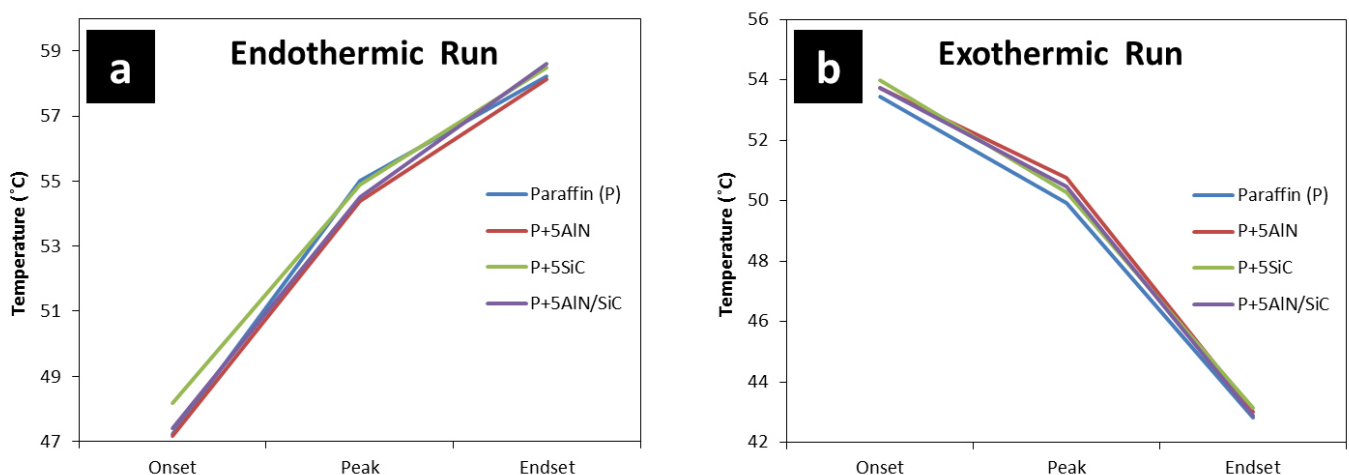 a
Endothermic Run
Temperature (˚C)
59
57
55
53
51
49
47
Onset
Peak
Endset
Paraffin (P)
P+5AlN
P+5SiC
P+5AlN/SiC
b
Exothermic Run
Temperature (˚C)
56
54
52
50
48
46
44
42
Onset
Peak
Endset
Paraffin (P)
P+5AlN
P+5SiC
P+5AlN/SiC